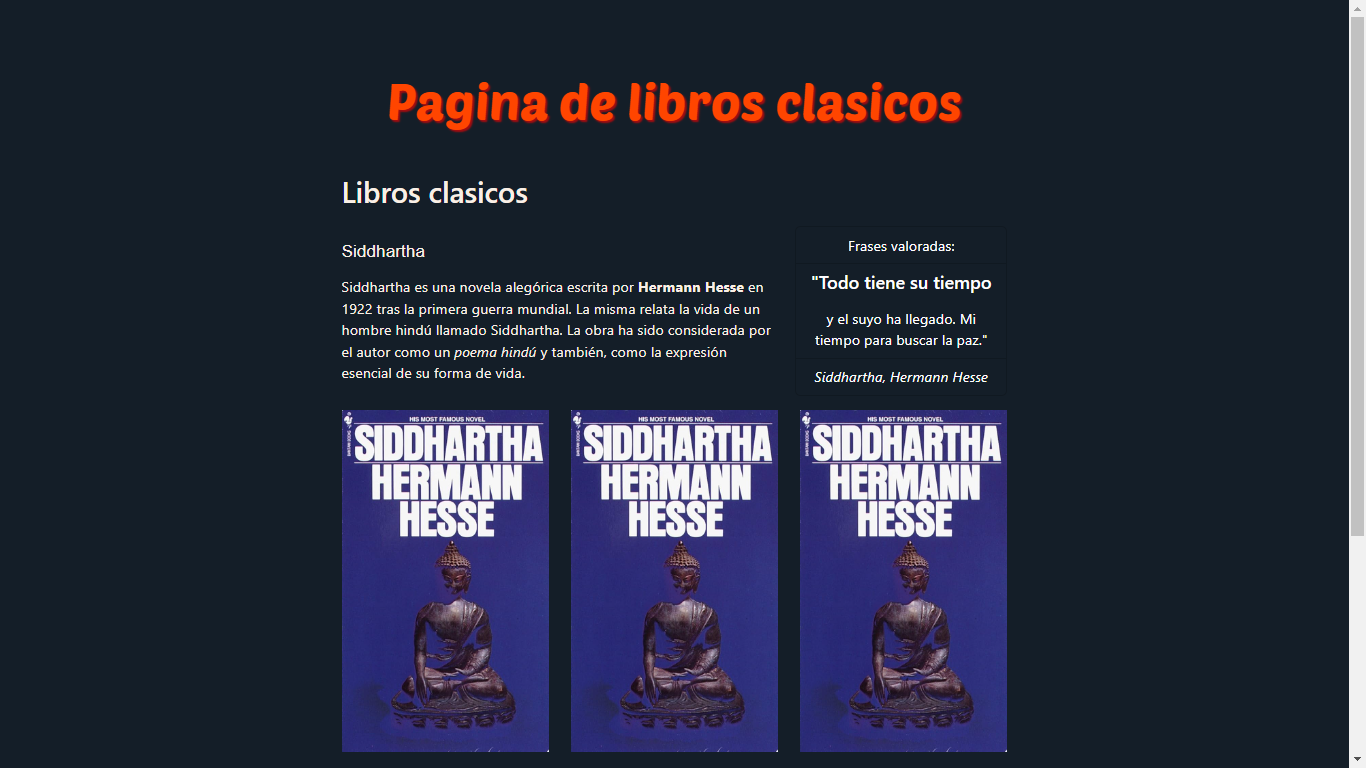 Pagina de libros clasicos
Libros clasicos
Siddhartha
Siddhartha es una novela alegórica escrita por Hermann Hesse en
1922 tras la primera guerra mundial. La misma relata la vida de un
hombre hindú llamado Siddhartha. La obra ha sido considerada por
el autor como un poema hindú y también, como la expresión
esencial de su forma de vida.
Frases valoradas:
"Todo tiene su tiempo
y el suyo ha llegado. Mi
tiempo para buscar la paz."
Siddhartha, Hermann Hesse
HIS MOST FAMOUS NOVEL
SIDDHARTHA
HERMANN
HESSE
HIS MOST FAMOUS NOVEL
SIDDHARTHA
HERMANN
HESSE
HIS MOST FAMOUS NOVEL
SIDDHARTHA
HERMANN
HESSE